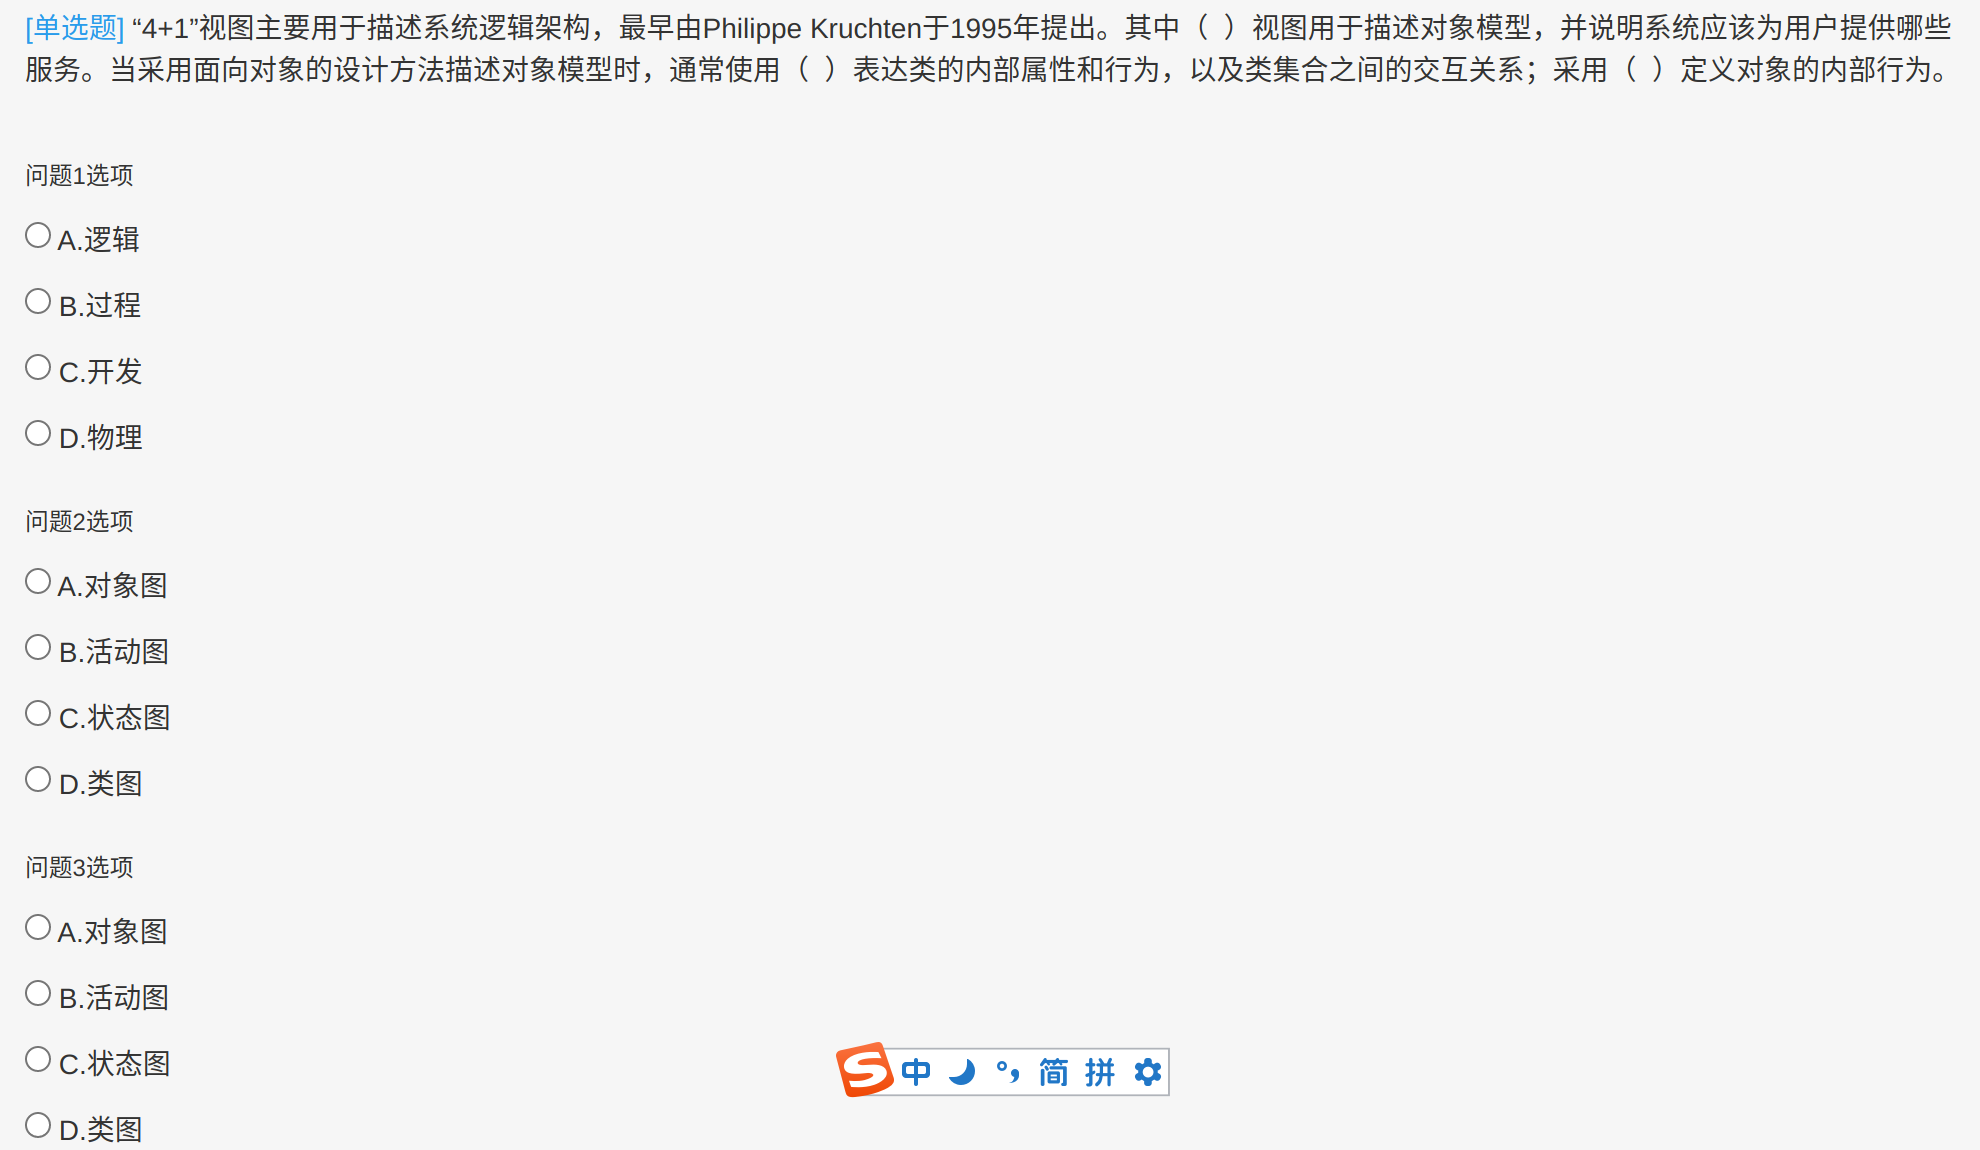 [单选题] “4+1”视图主要用于描述系统逻辑架构，最早由Philippe Kruchten于1995年提出。其中（ ）视图用于描述对象模型，并说明系统应该为用户提供哪些
服务。当采用面向对象的设计方法描述对象模型时，通常使用（ ）表达类的内部属性和行为，以及类集合之间的交互关系；采用（ ）定义对象的内部行为。
问题1选项
A.逻辑
B.过程
C.开发
D.物理
问题2选项
A.对象图
B.活动图
C.状态图
D.类图
问题3选项
A.对象图
B.活动图
C.状态图
D.类图
S 中 °, 简 拼